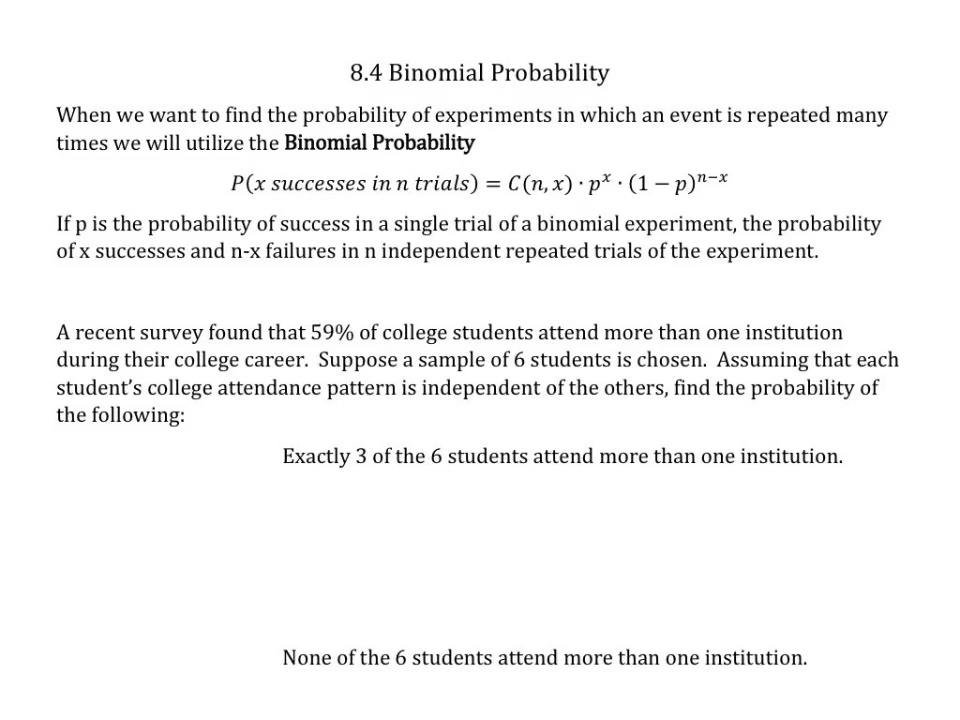 8.4 Binomial Probability
When we want to find the probability of experiments in which an event is repeated many
times we will utilize the Binomial Probability
P(x successes in n trials) = C(n, x) · pˣ · (1 − p)ⁿ⁻ˣ
If p is the probability of success in a single trial of a binomial experiment, the probability
of x successes and n-x failures in n independent repeated trials of the experiment.
A recent survey found that 59% of college students attend more than one institution
during their college career.  Suppose a sample of 6 students is chosen.  Assuming that each
student’s college attendance pattern is independent of the others, find the probability of
the following:
Exactly 3 of the 6 students attend more than one institution.
None of the 6 students attend more than one institution.